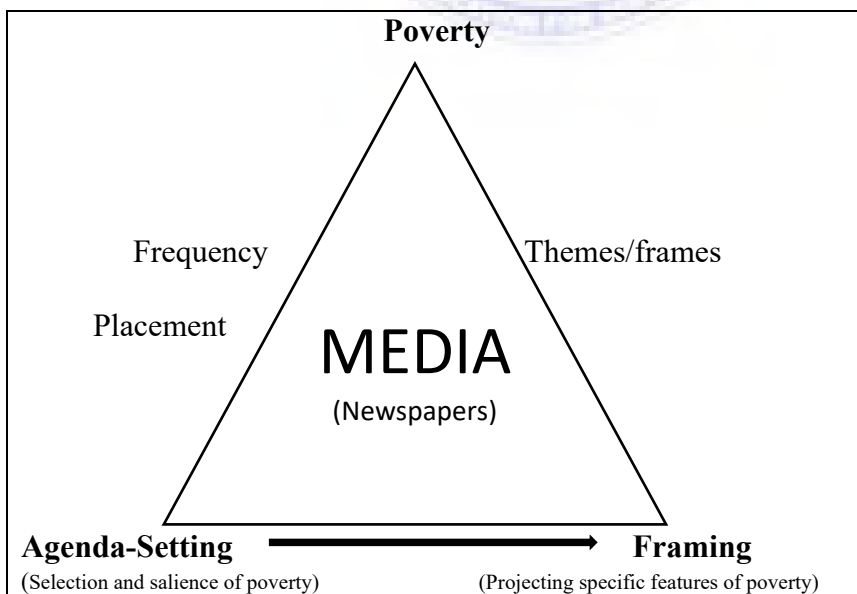 Poverty
Frequency
Themes/frames
Placement
MEDIA
(Newspapers)
Agenda-Setting
Framing
(Selection and salience of poverty)
(Projecting specific features of poverty)